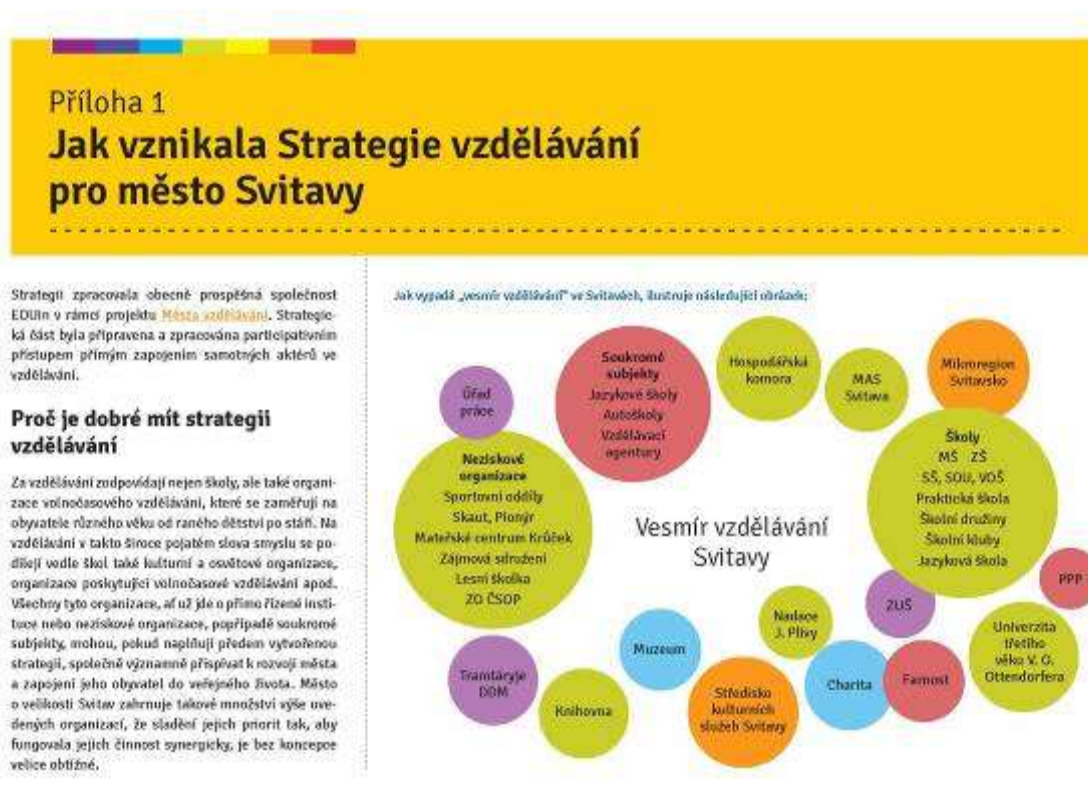 Příloha 1
Jak vznikala Strategie vzdělávání
pro město Svitavy
Strategii zpracovala obecně prospěšná společnost
EDUin v rámci projektu Města vzdělávání. Strategic-
ká část byla připravena a zpracována participativním
přístupem přímým zapojením samotných aktérů ve
vzdělávání.
Proč je dobré mít strategii
vzdělávání
Za vzdělávání zodpovídají nejen školy, ale také organi-
zace volnočasového vzdělávání, které se zaměřují na
obyvatele různého věku od raného dětství po stáří. Na
vzdělávání v takto široce pojatém slova smyslu se po-
dílejí vedle škol také kulturní a osvětové organizace,
organizace poskytující volnočasové vzdělávání apod.
Všechny tyto organizace, ať už jde o přímo řízené insti-
tuce nebo neziskové organizace, popřípadě soukromé
subjekty, mohou, pokud naplňují předem vytvořenou
strategii, společně významně přispívat k rozvoji města
a zapojení jeho obyvatel do veřejného života. Město
o velikosti Svitav zahrnuje takové množství výše uve-
dených organizací, že sladění jejich priorit tak, aby
fungovala jejich činnost synergicky, je bez koncepce
velice obtížné.
Jak vypadá „vesmír vzdělávání" ve Svitavách, ilustruje následující obrázek:
Úřad
práce
Soukromé
subjekty
Jazykové školy
Autoškoly
Vzdělávací
agentury
Hospodářská
komora
MAS
Svitava
Mikroregion
Svitavsko
Neziskové
organizace
Sportovní oddíly
Skaut, Pionýr
Mateřské centrum Krůček
Zájmová sdružení
Lesní školka
ZO ČSOP
Vesmír vzdělávání
Svitavy
Školy
MŠ ZŠ
SŠ, SOU, VOŠ
Praktická škola
Školní družiny
Školní kluby
Jazyková škola
PPP
ZUŠ
Nadace
J. Plívy
Univerzita
třetího
věku V. O.
Ottendorfera
Muzeum
Tramtáryje
DDM
Knihovna
Středisko
kulturních
služeb Svitavy
Charita
Farnost